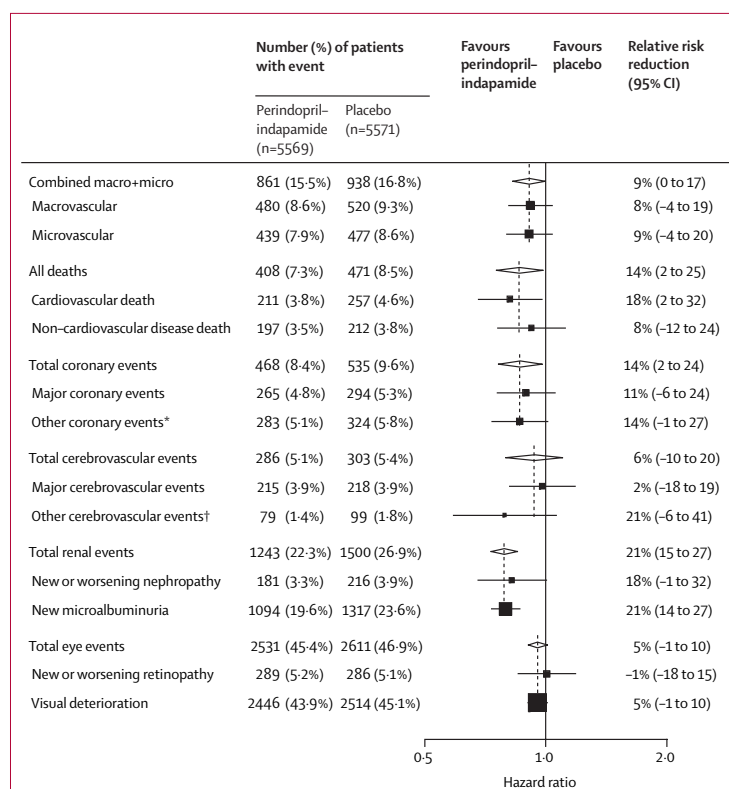 Number (%) of patients
with event
Favours
perindopril–
indapamide
Favours
placebo
Relative risk
reduction
(95% CI)
Perindopril–
indapamide
(n=5569)
Placebo
(n=5571)
Combined macro+micro 861 (15·5%) 938 (16·8%) 9% (0 to 17)
Macrovascular 480 (8·6%) 520 (9·3%) 8% (–4 to 19)
Microvascular 439 (7·9%) 477 (8·6%) 9% (–4 to 20)
All deaths 408 (7·3%) 471 (8·5%) 14% (2 to 25)
Cardiovascular death 211 (3·8%) 257 (4·6%) 18% (2 to 32)
Non–cardiovascular disease death 197 (3·5%) 212 (3·8%) 8% (–12 to 24)
Total coronary events 468 (8·4%) 535 (9·6%) 14% (2 to 24)
Major coronary events 265 (4·8%) 294 (5·3%) 11% (–6 to 24)
Other coronary events* 283 (5·1%) 324 (5·8%) 14% (–1 to 27)
Total cerebrovascular events 286 (5·1%) 303 (5·4%) 6% (–10 to 20)
Major cerebrovascular events 215 (3·9%) 218 (3·9%) 2% (–18 to 19)
Other cerebrovascular events† 79 (1·4%) 99 (1·8%) 21% (–6 to 41)
Total renal events 1243 (22·3%) 1500 (26·9%) 21% (15 to 27)
New or worsening nephropathy 181 (3·3%) 216 (3·9%) 18% (–1 to 32)
New microalbuminuria 1094 (19·6%) 1317 (23·6%) 21% (14 to 27)
Total eye events 2531 (45·4%) 2611 (46·9%) 5% (–1 to 10)
New or worsening retinopathy 289 (5·2%) 286 (5·1%) –1% (–18 to 15)
Visual deterioration 2446 (43·9%) 2514 (45·1%) 5% (–1 to 10)
0·5 1·0 2·0
Hazard ratio